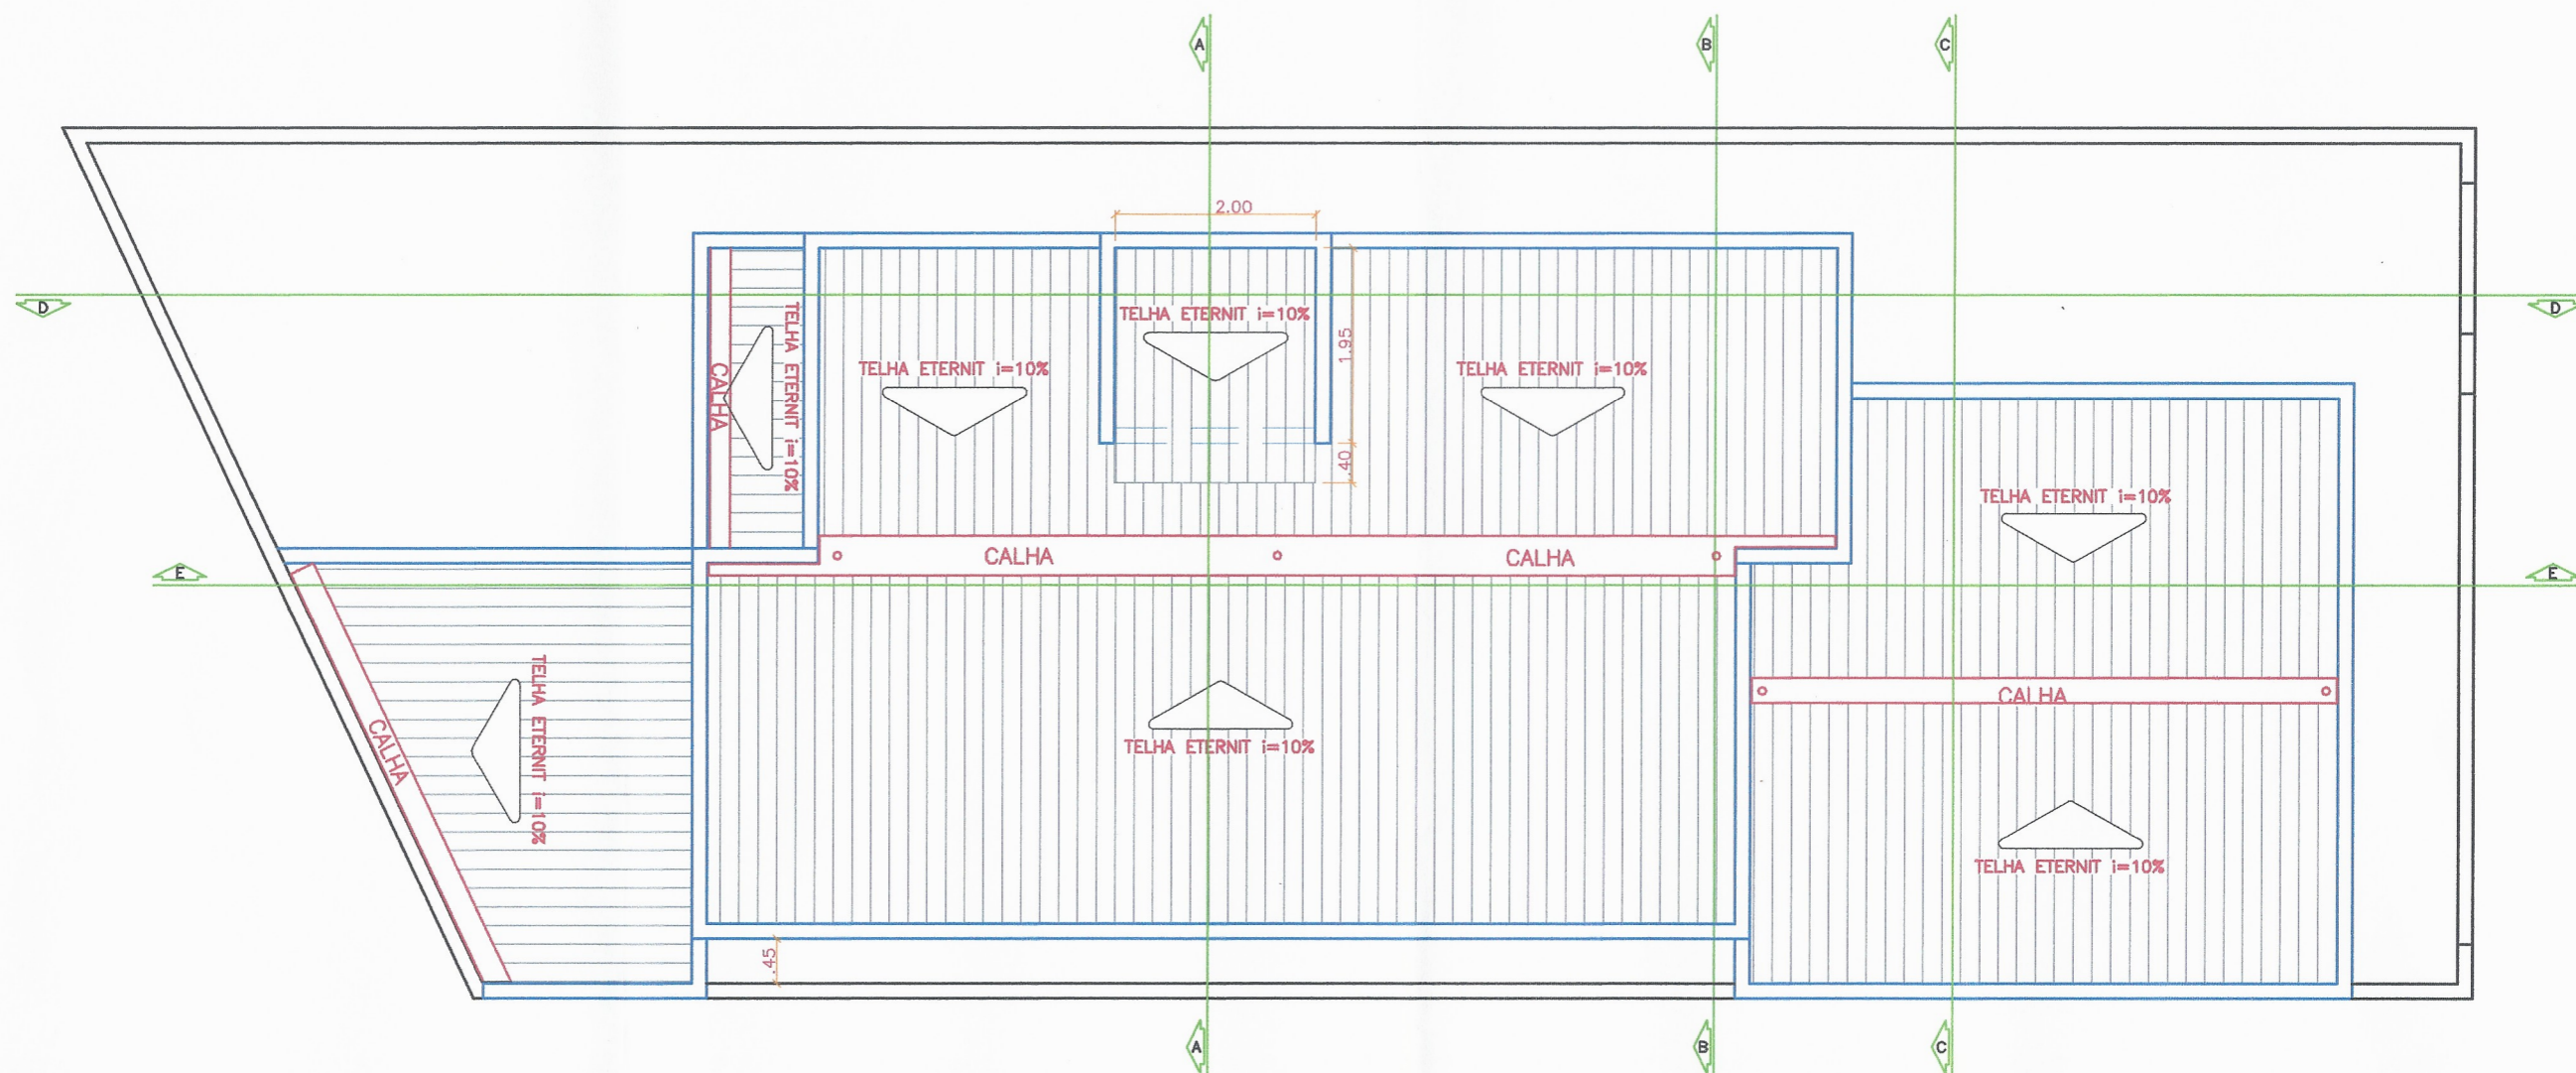 A
B
C
2.00
D
TELHA ETERNIT i=10%
D
TELHA ETERNIT i=10%
CALHA
TELHA ETERNIT i=10%
1.95
TELHA ETERNIT i=10%
.40
TELHA ETERNIT i=10%
CALHA
CALHA
E
E
CALHA
TELHA ETERNIT i=10%
CALHA
TELHA ETERNIT i=10%
TELHA ETERNIT i=10%
.45
A
B
C